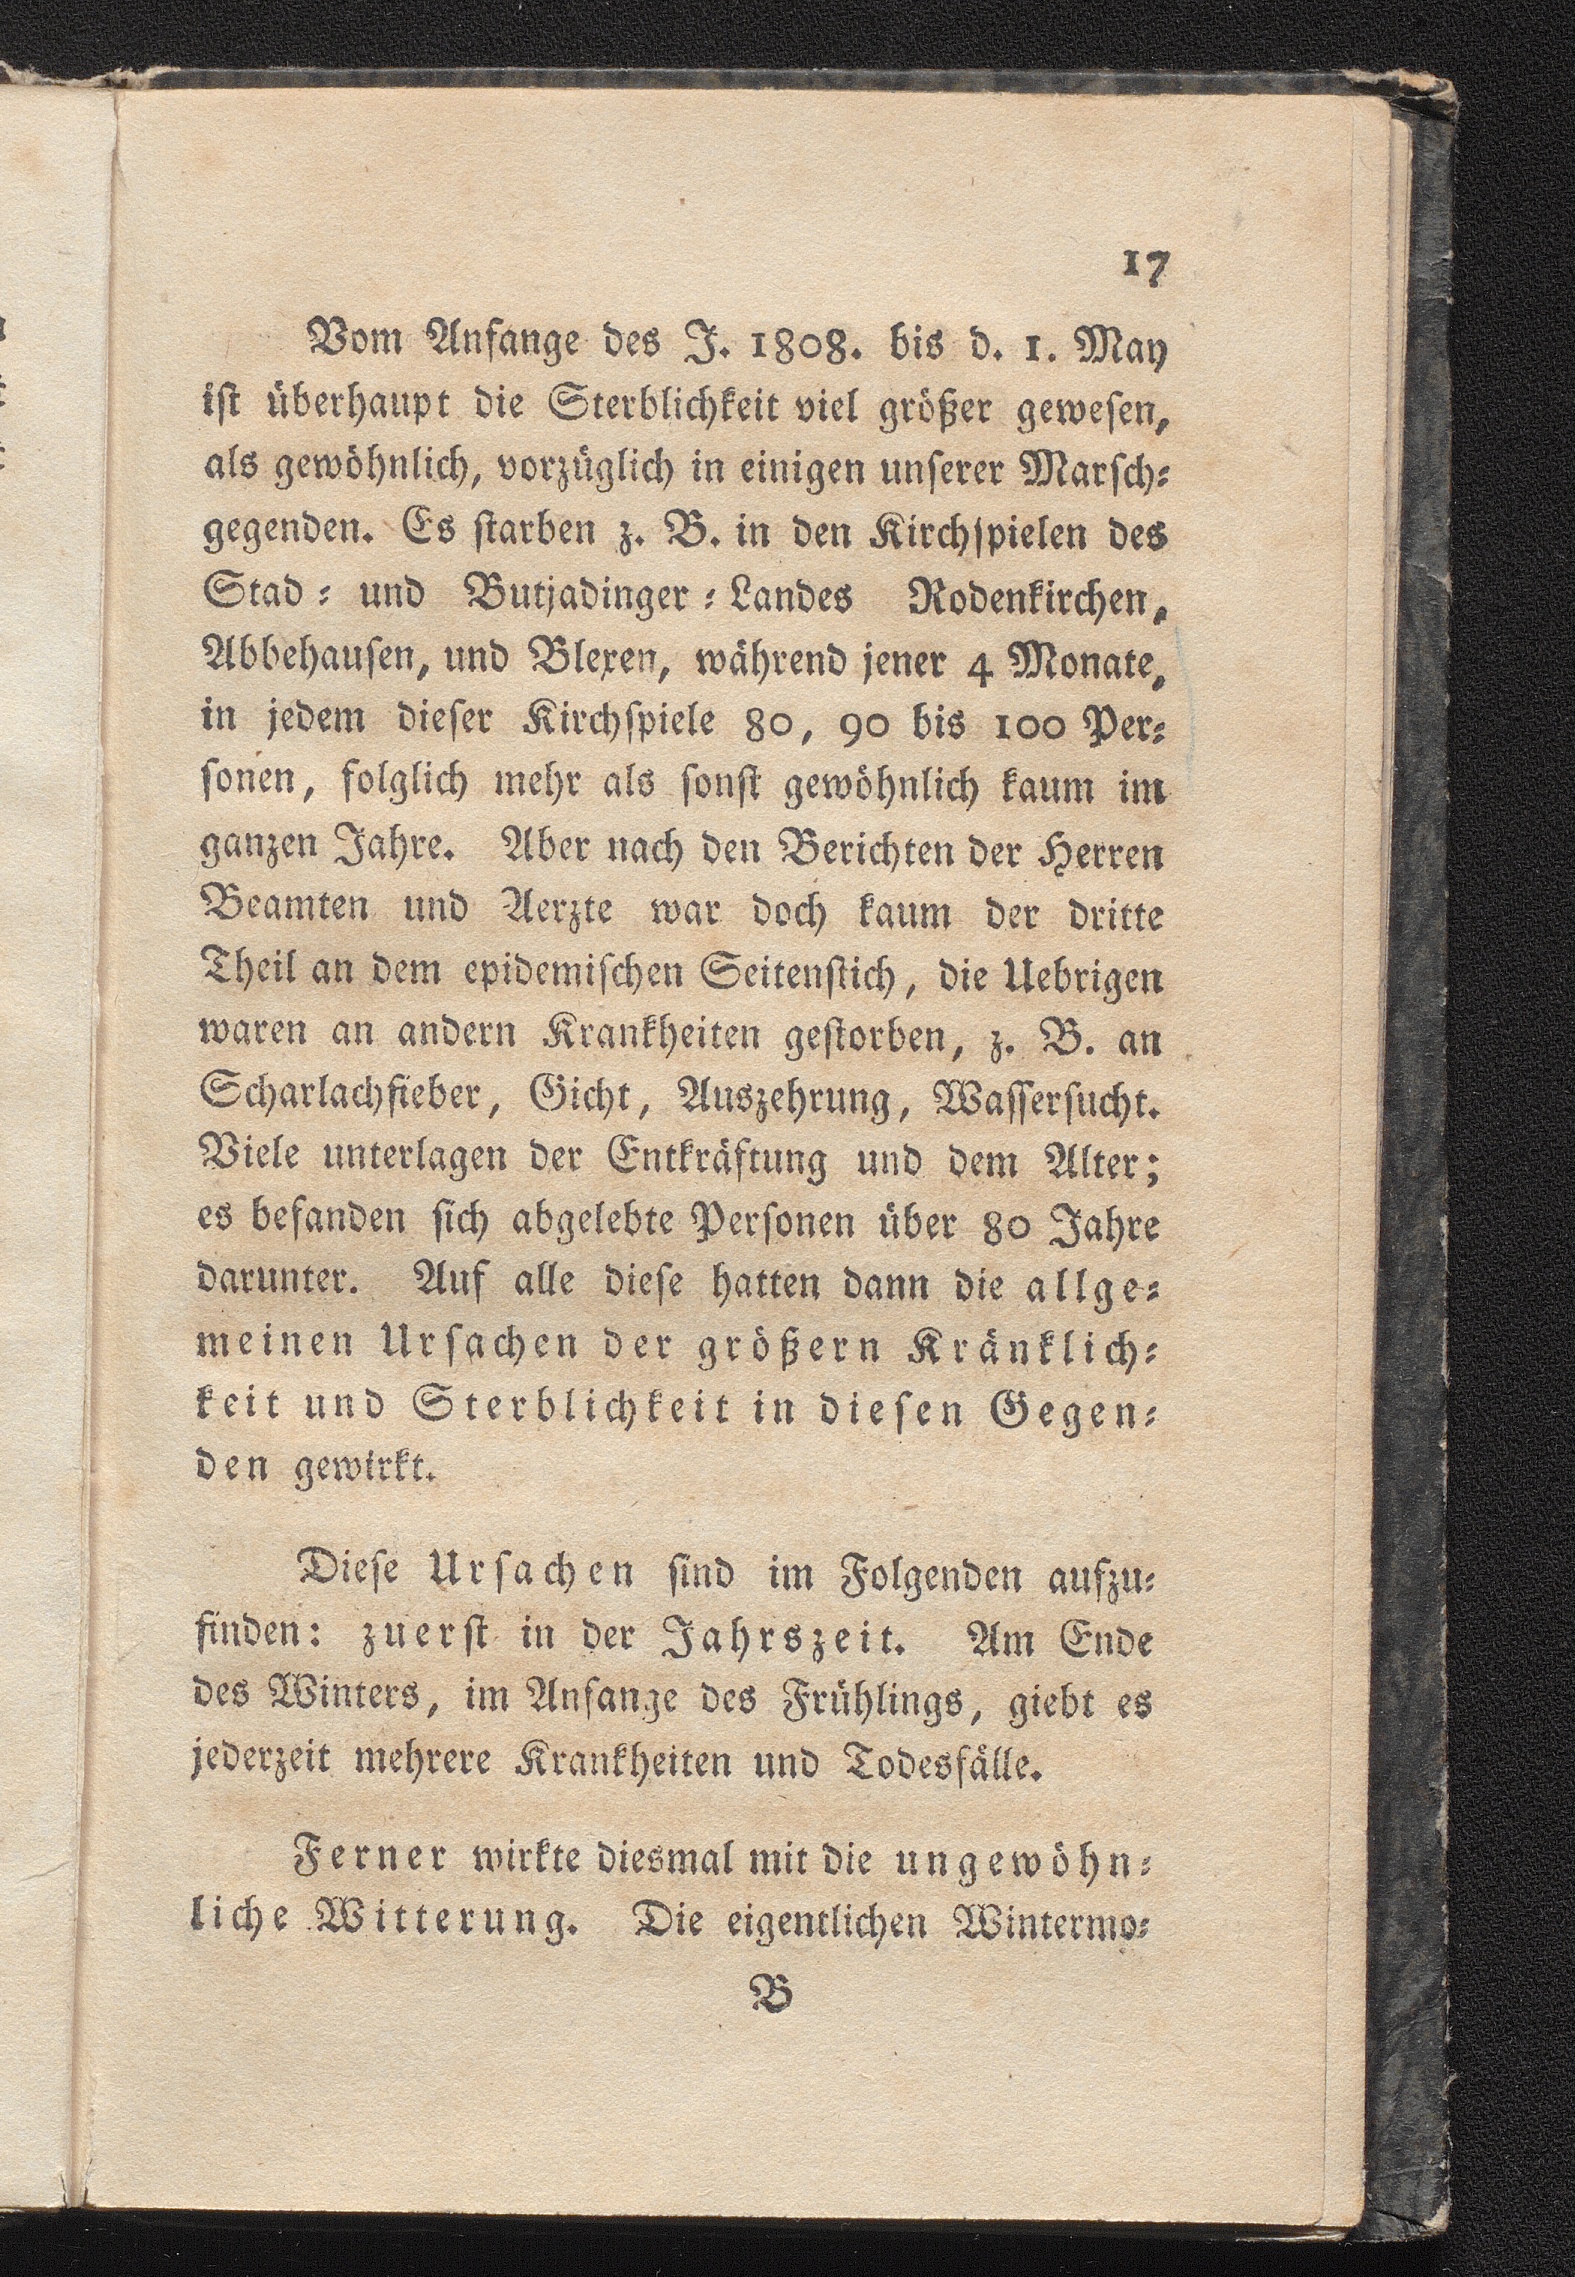 17
Vom Anfange des J. 1808. bis d. 1. May
iſt überhaupt die Sterblichkeit viel größer geweſen,
als gewöhnlich, vorzüglich in einigen unſerer Marſch⸗
gegenden. Es ſtarben z. B. in den Kirchſpielen des
Stad⸗ und Butjadinger⸗Landes Rodenkirchen,
Abbehauſen, und Blexen, während jener 4 Monate,
in jedem dieſer Kirchſpiele 80, 90 bis 100 Per⸗
ſonen, folglich mehr als ſonſt gewöhnlich kaum im
ganzen Jahre. Aber nach den Berichten der Herren
Beamten und Aerzte war doch kaum der dritte
Theil an dem epidemiſchen Seitenſtich, die Uebrigen
waren an andern Krankheiten geſtorben, z. B. an
Scharlachfieber, Gicht, Auszehrung, Waſſerſucht.
Viele unterlagen der Entkräftung und dem Alter;
es befanden ſich abgelebte Perſonen über 80 Jahre
darunter. Auf alle dieſe hatten dann die allge⸗
meinen Urſachen der größern Kränklich⸗
keit und Sterblichkeit in dieſen Gegen⸗
den gewirkt.
Dieſe Urſachen ſind im Folgenden aufzu⸗
finden: zuerſt in der Jahrszeit. Am Ende
des Winters, im Anfange des Frühlings, giebt es
jederzeit mehrere Krankheiten und Todesfälle.
Ferner wirkte diesmal mit die ungewöhn⸗
liche Witterung. Die eigentlichen Wintermo⸗
B